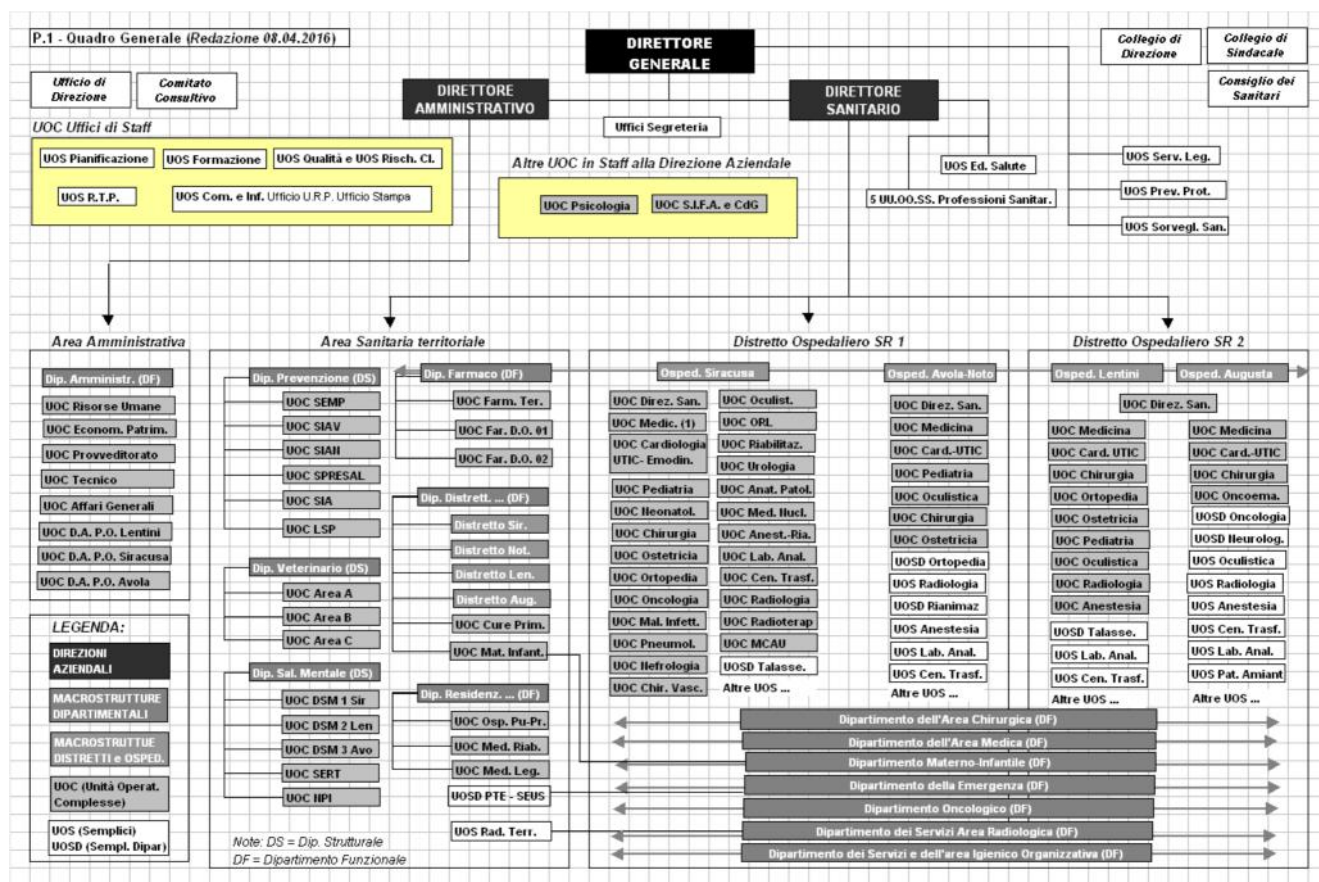 P.1 - Quadro Generale (Redazione 08.04.2016)
DIRETTORE
GENERALE
Collegio di
Direzione
Collegio di
Sindacale
Consiglio dei
Sanitari
Ufficio di
Direzione
Comitato
Consultivo
DIRETTORE
AMMINISTRATIVO
DIRETTORE
SANITARIO
Uffici Segreteria
UOC Uffici di Staff
UOS Pianificazione
UOS Formazione
UOS Qualità e UOS Risch. Cl.
UOS R.T.P.
UOS Com. e Inf. Ufficio U.R.P. Ufficio Stampa
Altre UOC in Staff alla Direzione Aziendale
UOC Psicologia
UOC S.I.F.A. e CdG
UOS Ed. Salute
5 UU.OO.SS. Professioni Sanitar.
UOS Serv. Leg.
UOS Prev. Prot.
UOS Sorvegl. San.
Area Amministrativa
Dip. Amministr. (DF)
UOC Risorse Umane
UOC Econom. Patrim.
UOC Provveditorato
UOC Tecnico
UOC Affari Generali
UOC D.A. P.O. Lentini
UOC D.A. P.O. Siracusa
UOC D.A. P.O. Avola
LEGENDA:
DIREZIONI
AZIENDALI
MACROSTRUTTURE
DIPARTIMENTALI
MACROSTRUTTUE
DISTRETTI e OSPED.
UOC (Unità Operat.
Complesse)
UOS (Semplici)
UOSD (Sempl. Dipar)
Area Sanitaria territoriale
Dip. Prevenzione (DS)
UOC SEMP
UOC SIAV
UOC SIAN
UOC SPRESAL
UOC SIA
UOC LSP
Dip. Veterinario (DS)
UOC Area A
UOC Area B
UOC Area C
Dip. Sal. Mentale (DS)
UOC DSM 1 Sir
UOC DSM 2 Len
UOC DSM 3 Avo
UOC SERT
UOC NPI
Note: DS = Dip. Strutturale
DF = Dipartimento Funzionale
Dip. Farmaco (DF)
UOC Farm. Ter.
UOC Far. D.O. 01
UOC Far. D.O. 02
Dip. Distrett. ... (DF)
Distretto Sir.
Distretto Not.
Distretto Len.
Distretto Aug.
UOC Cure Prim.
UOC Mat. Infant.
Dip. Residenz. ... (DF)
UOC Osp. Pu-Pr.
UOC Med. Riab.
UOC Med. Leg.
UOSD PTE - SEUS
UOS Rad. Terr.
Distretto Ospedaliero SR 1
Osped. Siracusa
UOC Direz. San.
UOC Medic. (1)
UOC Cardiologia
UTIC- Emodin.
UOC Pediatria
UOC Neonatol.
UOC Chirurgia
UOC Ostetricia
UOC Ortopedia
UOC Oncologia
UOC Mal. Infett.
UOC Pneumol.
UOC Nefrologia
UOC Chir. Vasc.
UOC Oculist.
UOC ORL
UOC Riabilitaz.
UOC Urologia
UOC Anat. Patol.
UOC Med. Nucl.
UOC Anest.-Ria.
UOC Lab. Anal.
UOC Cen. Trasf.
UOC Radiologia
UOC Radioterap
UOC MCAU
UOSD Talasse.
Altre UOS ...
Osped. Avola-Noto
UOC Direz. San.
UOC Medicina
UOC Card.-UTIC
UOC Pediatria
UOC Oculistica
UOC Chirurgia
UOC Ostetricia
UOSD Ortopedia
UOS Radiologia
UOSD Rianimaz
UOS Anestesia
UOS Lab. Anal.
UOS Cen. Trasf.
Altre UOS ...
Distretto Ospedaliero SR 2
Osped. Lentini
Osped. Augusta
UOC Direz. San.
UOC Medicina
UOC Card. UTIC
UOC Chirurgia
UOC Ortopedia
UOC Ostetricia
UOC Pediatria
UOC Oculistica
UOC Radiologia
UOC Anestesia
UOSD Talasse.
UOS Lab. Anal.
UOS Cen. Trasf.
Altre UOS ...
UOC Medicina
UOC Card.-UTIC
UOC Chirurgia
UOC Oncoema.
UOSD Oncologia
UOSD Neurolog.
UOS Oculistica
UOS Radiologia
UOS Anestesia
UOS Cen. Trasf.
UOS Lab. Anal.
UOS Pat. Amiant
Altre UOS ...
Dipartimento dell'Area Chirurgica (DF)
Dipartimento dell'Area Medica (DF)
Dipartimento Materno-Infantile (DF)
Dipartimento della Emergenza (DF)
Dipartimento Oncologico (DF)
Dipartimento dei Servizi Area Radiologica (DF)
Dipartimento dei Servizi e dell'area Igienico Organizzativa (DF)